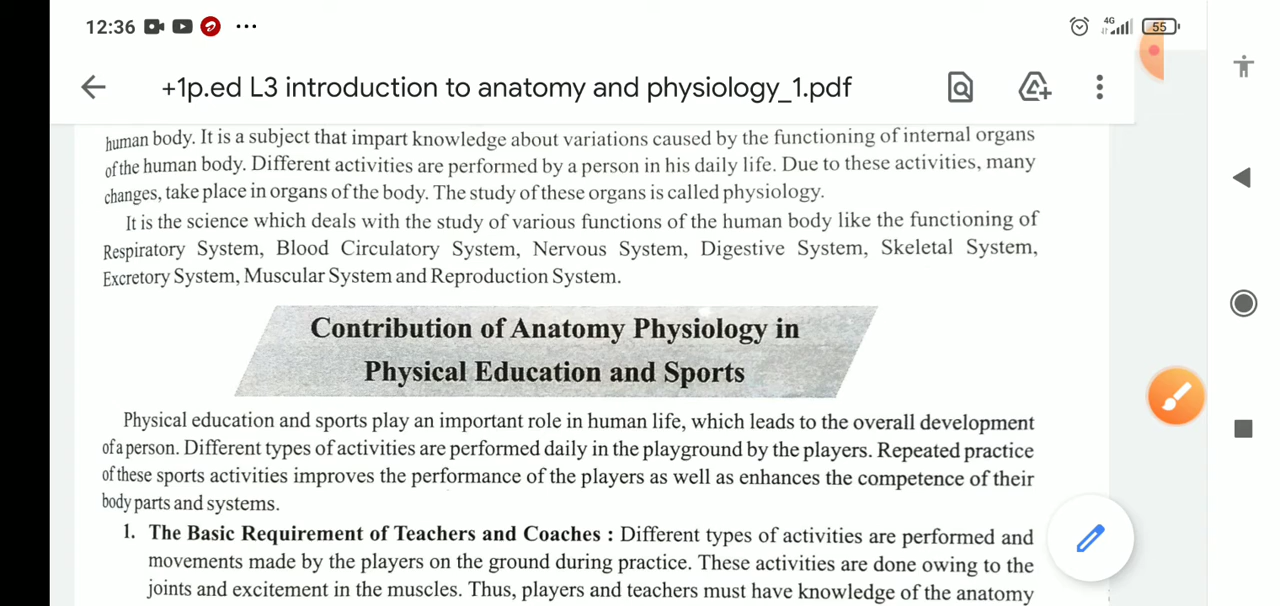 12:36
4G
55
+1p.ed L3 introduction to anatomy and physiology_1.pdf
human body. It is a subject that impart knowledge about variations caused by the functioning of internal organs
of the human body. Different activities are performed by a person in his daily life. Due to these activities, many
changes, take place in organs of the body. The study of these organs is called physiology.
It is the science which deals with the study of various functions of the human body like the functioning of
Respiratory System, Blood Circulatory System, Nervous System, Digestive System, Skeletal System,
Excretory System, Muscular System and Reproduction System.
Contribution of Anatomy Physiology in
Physical Education and Sports
Physical education and sports play an important role in human life, which leads to the overall development
of a person. Different types of activities are performed daily in the playground by the players. Repeated practice
of these sports activities improves the performance of the players as well as enhances the competence of their
body parts and systems.
1. The Basic Requirement of Teachers and Coaches : Different types of activities are performed and
movements made by the players on the ground during practice. These activities are done owing to the
joints and excitement in the muscles. Thus, players and teachers must have knowledge of the anatomy